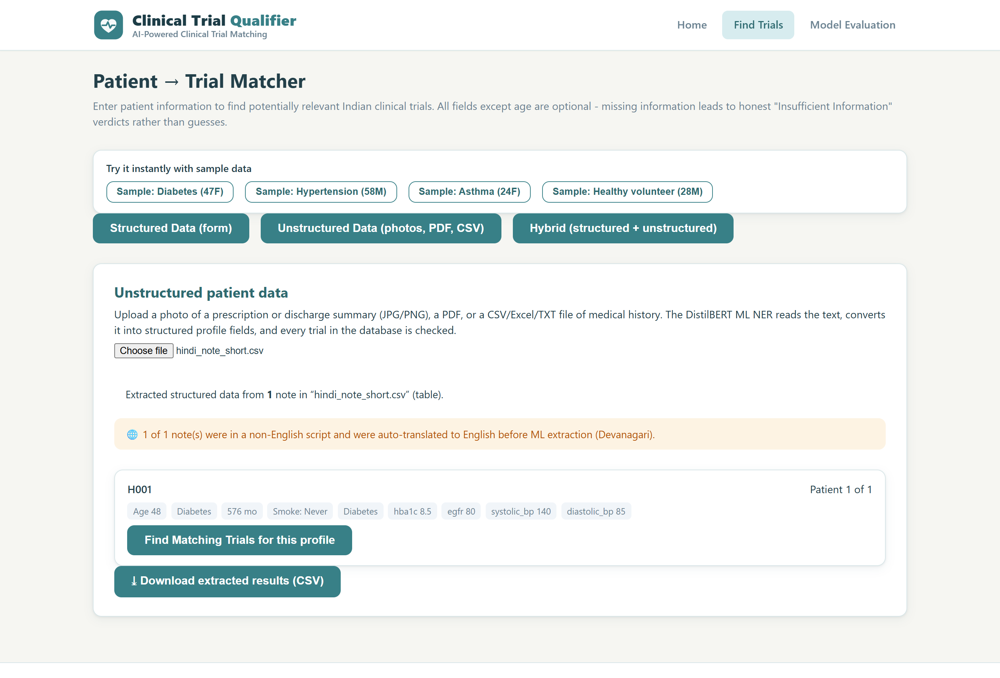 Clinical Trial Qualifier
AI-Powered Clinical Trial Matching
Home
Find Trials
Model Evaluation
Patient → Trial Matcher
Enter patient information to find potentially relevant Indian clinical trials. All fields except age are optional - missing information leads to honest "Insufficient Information"
verdicts rather than guesses.
Try it instantly with sample data
Sample: Diabetes (47F)
Sample: Hypertension (58M)
Sample: Asthma (24F)
Sample: Healthy volunteer (28M)
Structured Data (form)
Unstructured Data (photos, PDF, CSV)
Hybrid (structured + unstructured)
Unstructured patient data
Upload a photo of a prescription or discharge summary (JPG/PNG), a PDF, or a CSV/Excel/TXT file of medical history. The DistilBERT ML NER reads the text, converts
it into structured profile fields, and every trial in the database is checked.
Choose file hindi_note_short.csv
Extracted structured data from 1 note in “hindi_note_short.csv” (table).
🌐 1 of 1 note(s) were in a non-English script and were auto-translated to English before ML extraction (Devanagari).
H001
Patient 1 of 1
Age 48
Diabetes
576 mo
Smoke: Never
Diabetes
hba1c 8.5
egfr 80
systolic_bp 140
diastolic_bp 85
Find Matching Trials for this profile
⤓ Download extracted results (CSV)